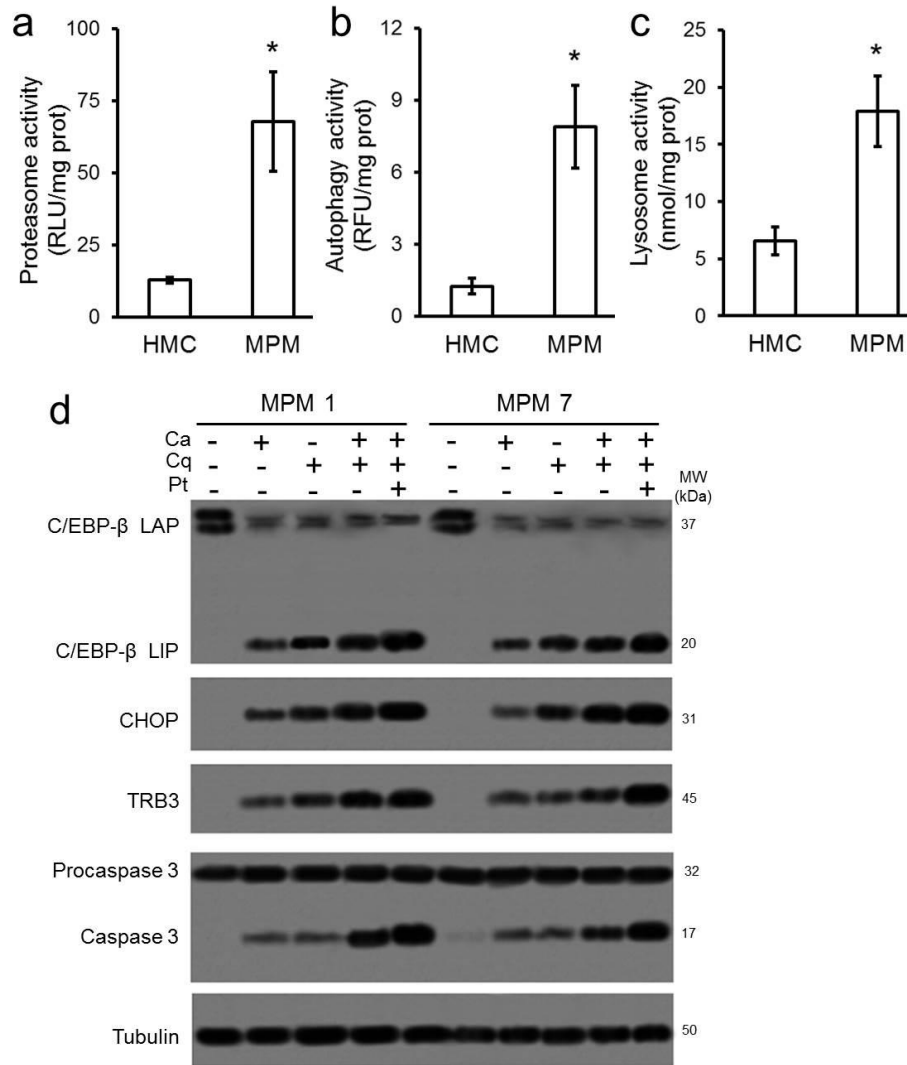 a
Proteasome activity
(RLU/mg prot)
100
75
50
25
0
*
HMC MPM
b
Autophagy activity
(RFU/mg prot)
12
9
6
3
0
*
HMC MPM
c
Lysosome activity
(nmol/mg prot)
25
20
15
10
5
0
*
HMC MPM
d
MPM 1 MPM 7
Ca - + - + + - + - + +
Cq - - + + + - - + + +
Pt - - - - + - - - - +
MW
(kDa)
C/EBP-β LAP 37
C/EBP-β LIP 20
CHOP 31
TRB3 45
Procaspase 3 32
Caspase 3 17
Tubulin 50